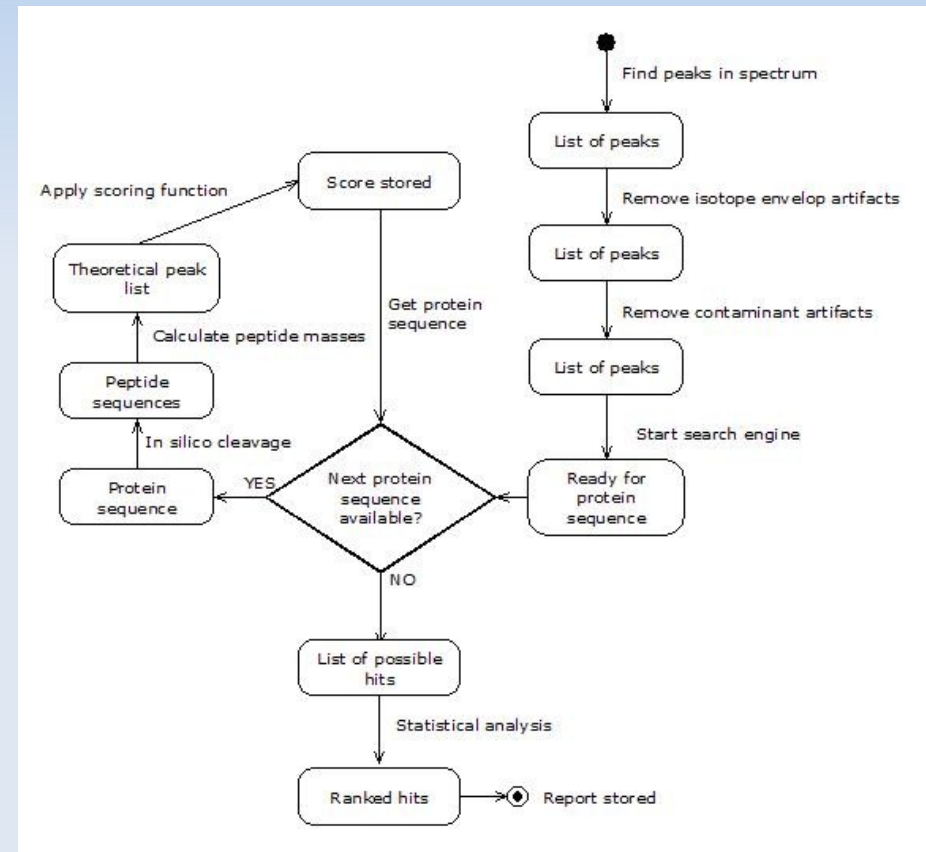 Find peaks in spectrum
List of peaks
Remove isotope envelop artifacts
List of peaks
Remove contaminant artifacts
List of peaks
Start search engine
Ready for
protein
sequence
Next protein
sequence
available?
YES
Protein
sequence
In silico cleavage
Peptide
sequences
Calculate peptide masses
Theoretical peak
list
Apply scoring function
Score stored
Get protein
sequence
NO
List of possible
hits
Statistical analysis
Ranked hits
Report stored